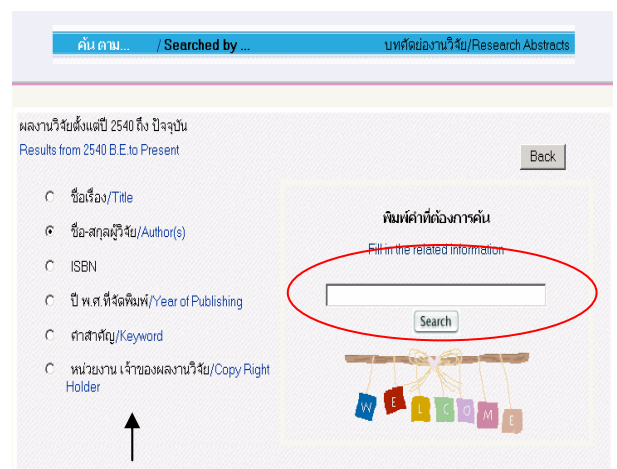 ค้น ตาม... / Searched by ... บทคัดย่องานวิจัย/Research Abstracts
ผลงานวิจัยตั้งแต่ปี 2540 ถึง ปัจจุบัน
Results from 2540 B.E.to Present
Back
ชื่อเรื่อง/Title
ชื่อ-สกุลผู้วิจัย/Author(s)
ISBN
ปี พ.ศ.ที่จัดพิมพ์/Year of Publishing
คำสำคัญ/Keyword
หน่วยงาน เจ้าของผลงานวิจัย/Copy Right
Holder
พิมพ์คำที่ต้องการค้น
Fill in the related information
Search
WELCOME